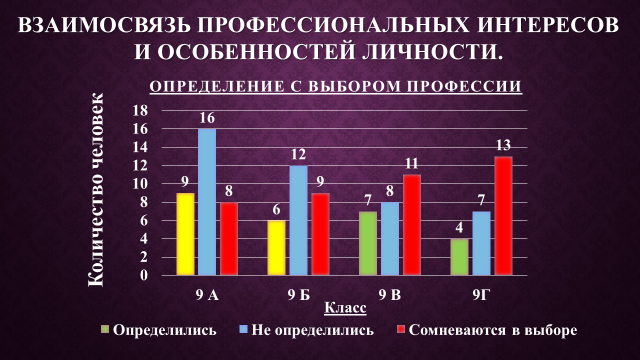 ВЗАИМОСВЯЗЬ ПРОФЕССИОНАЛЬНЫХ ИНТЕРЕСОВ
И ОСОБЕННОСТЕЙ ЛИЧНОСТИ.
ОПРЕДЕЛЕНИЕ С ВЫБОРОМ ПРОФЕССИИ
Количество человек
18
16
14
12
10
8
6
4
2
0
9 16 8
6 12 9
7 8 11
4 7 13
9 А 9 Б 9 В 9Г
Класс
Определились Не определились Сомневаются в выборе